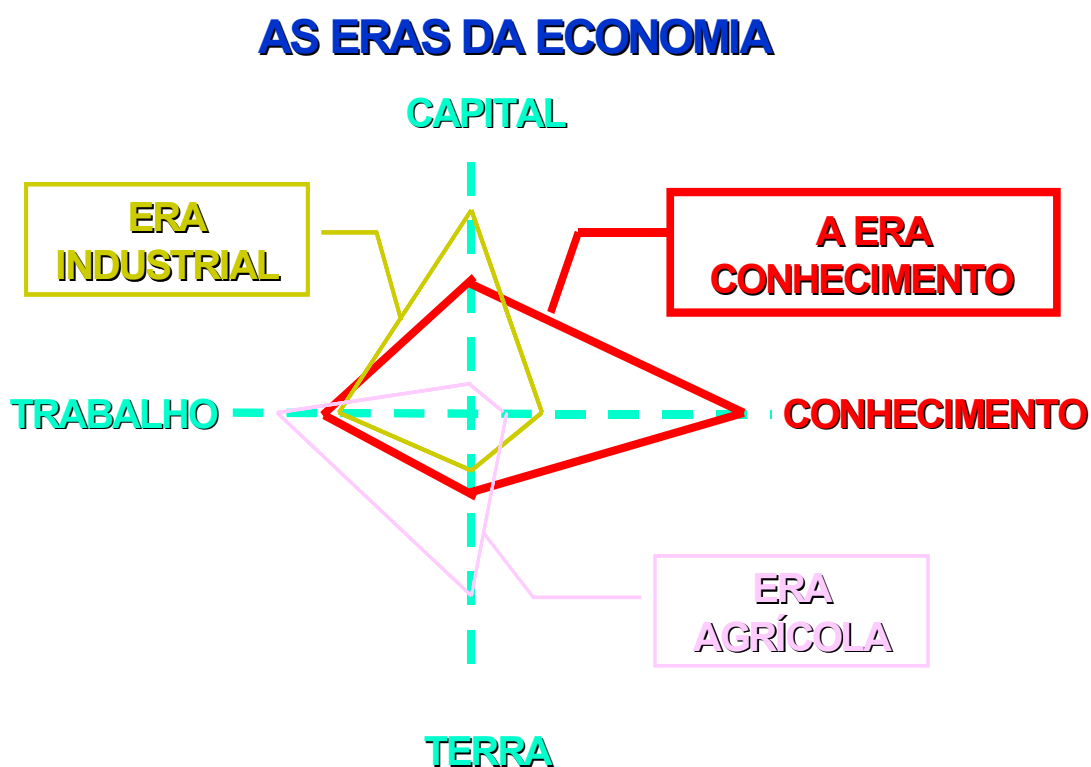 AS ERAS DA ECONOMIA
CAPITAL
ERA
INDUSTRIAL
A ERA
CONHECIMENTO
TRABALHO
CONHECIMENTO
ERA
AGRÍCOLA
TERRA